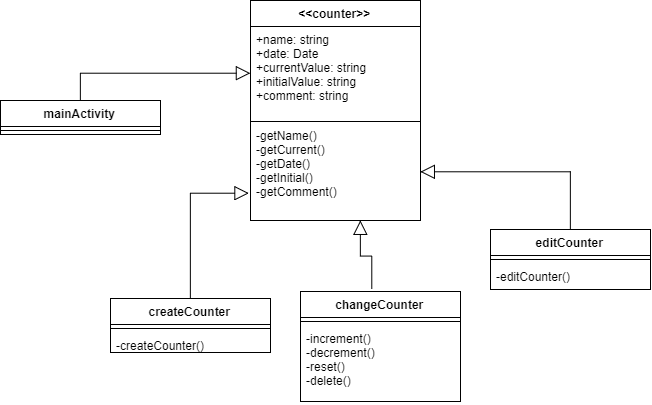 <<counter>>
+name: string
+date: Date
+currentValue: string
+initialValue: string
+comment: string
-getName()
-getCurrent()
-getDate()
-getInitial()
-getComment()
mainActivity
editCounter
-editCounter()
createCounter
-createCounter()
changeCounter
-increment()
-decrement()
-reset()
-delete()